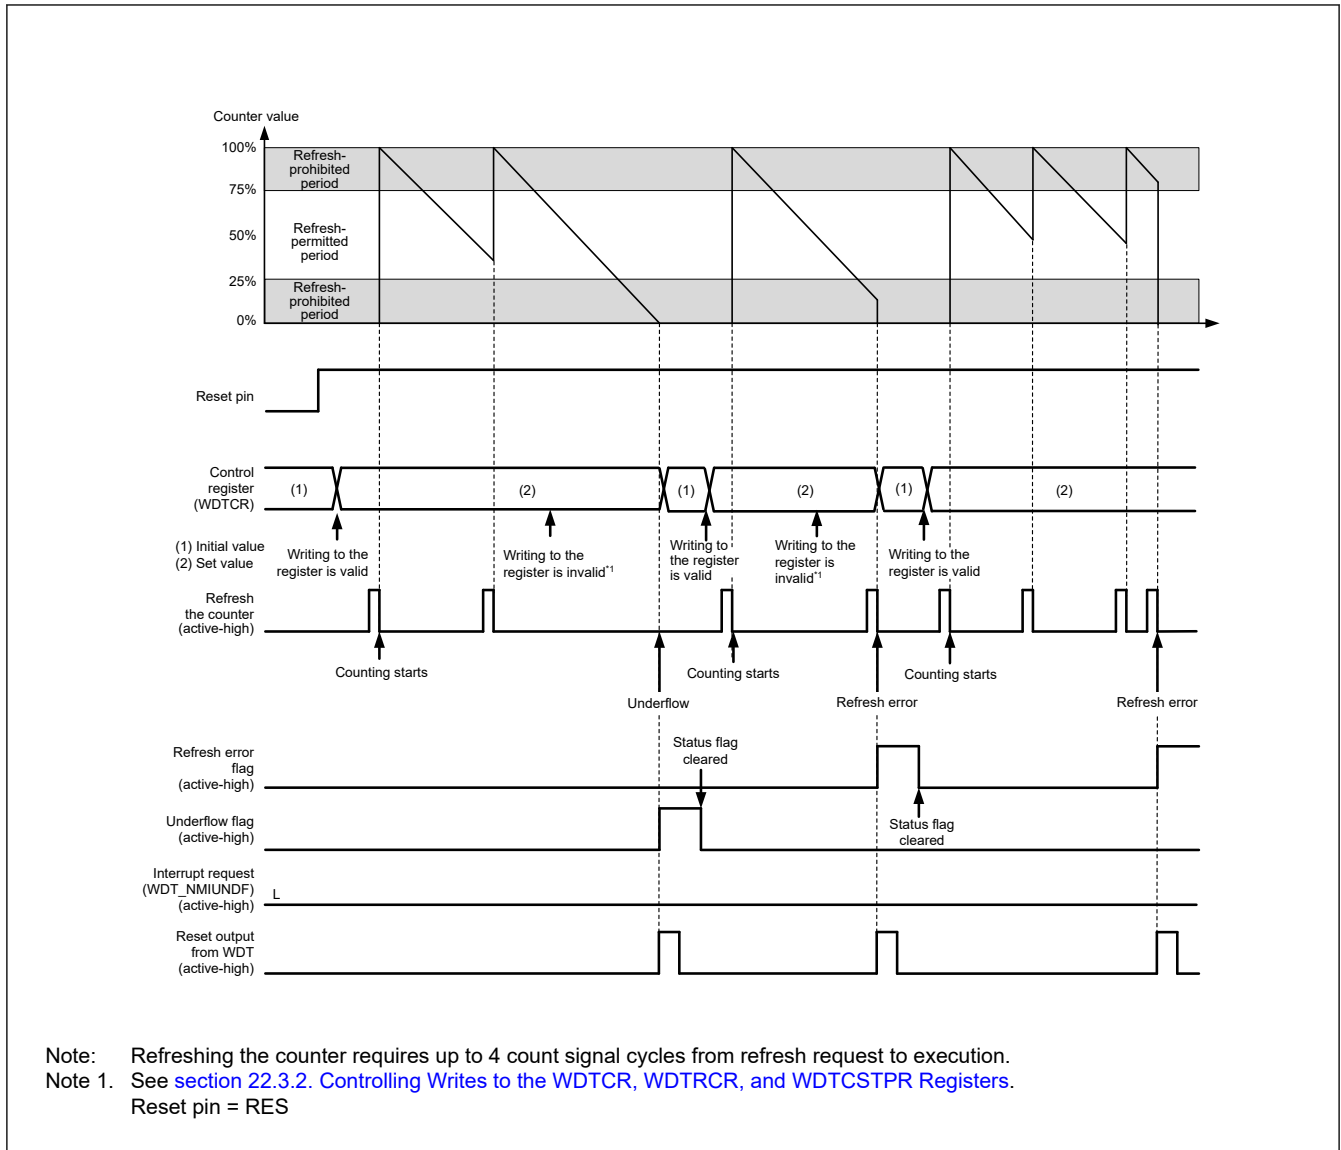 Counter value
100%
Refresh-
prohibited
period
75%
Refresh-
permitted
period
50%
25%
Refresh-
prohibited
period
0%
Reset pin
Control
register
(WDTCR)
(1)
(2)
(1)
(2)
(1)
(2)
(1) Initial value
(2) Set value
Writing to the
register is valid
Writing to the
register is invalid*1
Writing to
the register
is valid
Writing to the
register is
invalid*1
Writing to the
register is valid
Refresh
the counter
(active-high)
Counting starts
Counting starts
Counting starts
Underflow
Refresh error
Refresh error
Refresh error
flag
(active-high)
Status flag
cleared
Status flag
cleared
Underflow flag
(active-high)
Interrupt request
(WDT_NMIUNDF)
(active-high)
L
Reset output
from WDT
(active-high)
Note: Refreshing the counter requires up to 4 count signal cycles from refresh request to execution.
Note 1. See section 22.3.2. Controlling Writes to the WDTCR, WDTRCR, and WDTCSTPR Registers.
Reset pin = RES